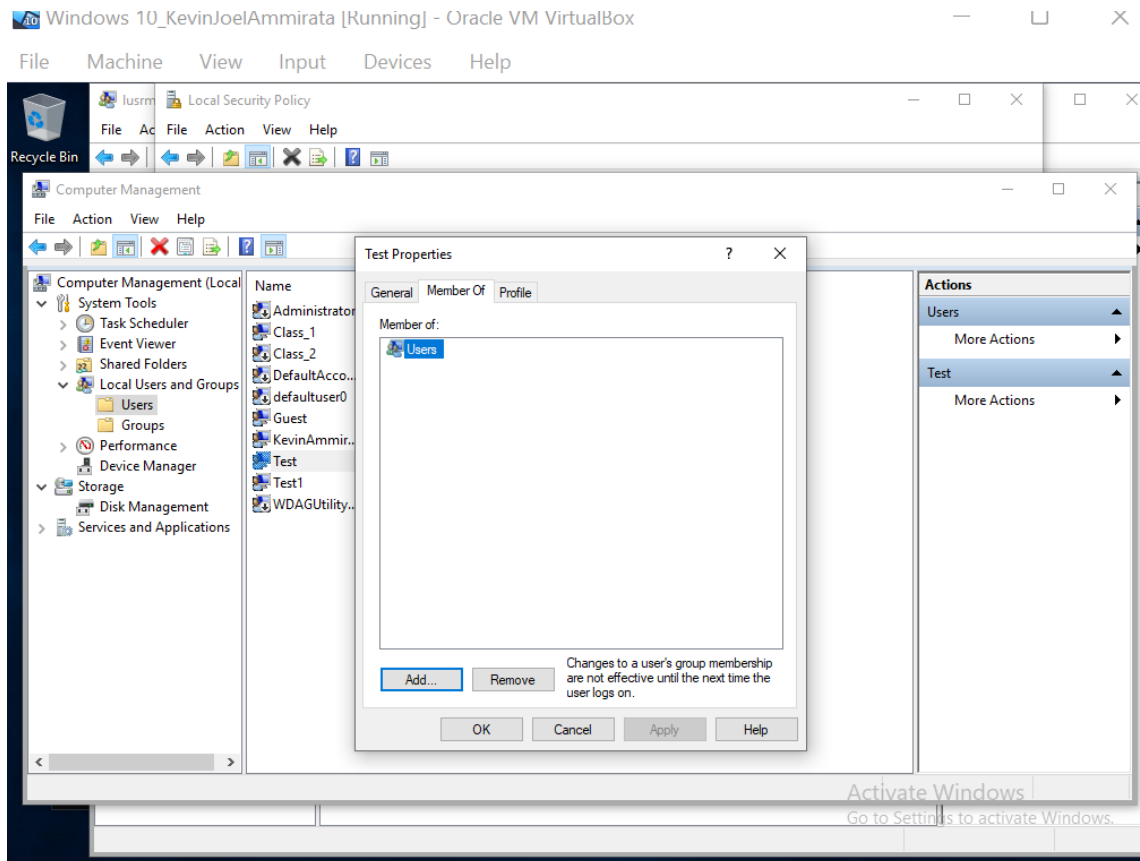 Windows 10_KevinJoelAmmirata [Running] - Oracle VM VirtualBox
File Machine View Input Devices Help
Recycle Bin
lusrm
File Ac
Local Security Policy
File Action View Help
Computer Management
File Action View Help
Computer Management (Local
System Tools
Task Scheduler
Event Viewer
Shared Folders
Local Users and Groups
Users
Groups
Performance
Device Manager
Storage
Disk Management
Services and Applications
Name
Administrator
Class_1
Class_2
DefaultAcco...
defaultuser0
Guest
KevinAmmir...
Test
Test1
WDAGUtility...
Test Properties
General Member Of Profile
Member of:
Users
Add... Remove
Changes to a user's group membership
are not effective until the next time the
user logs on.
OK Cancel Apply Help
Actions
Users
More Actions
Test
More Actions
Activate Windows
Go to Settings to activate Windows.